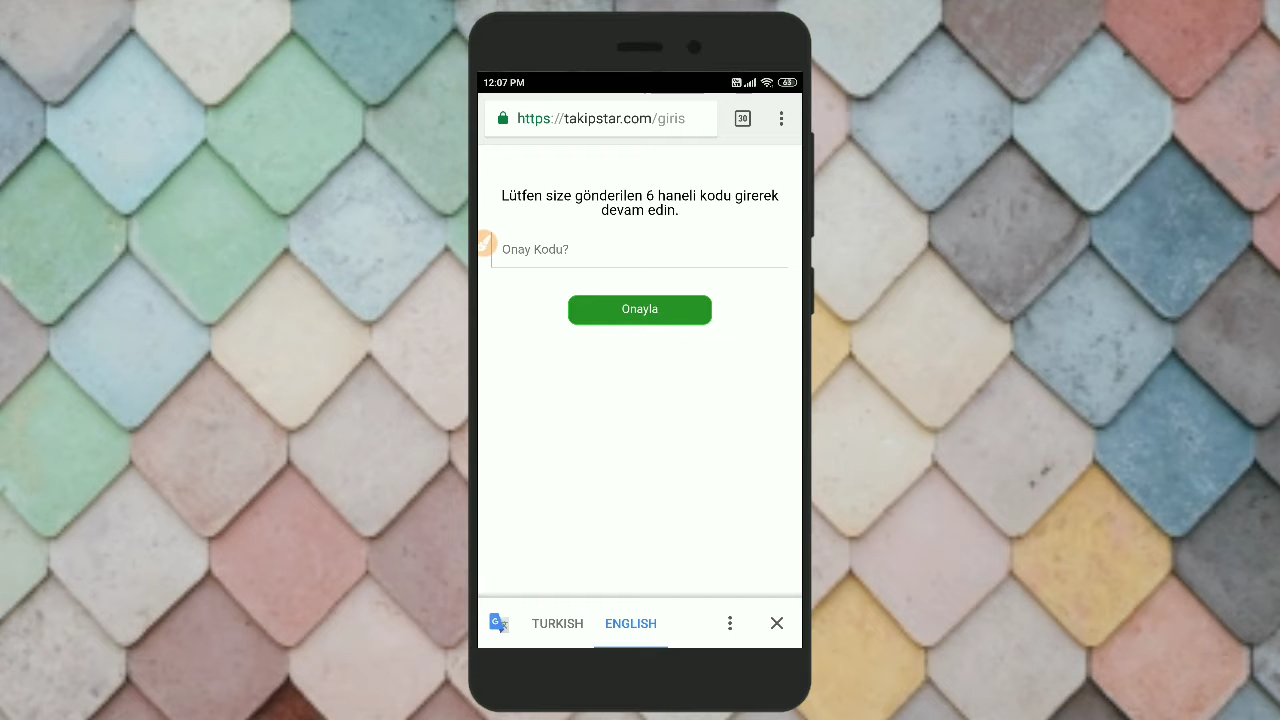 12:07 PM
63
https://takipstar.com/giris
30
Lütfen size gönderilen 6 haneli kodu girerek
devam edin.
Onay Kodu?
Onayla
G
TURKISH
ENGLISH